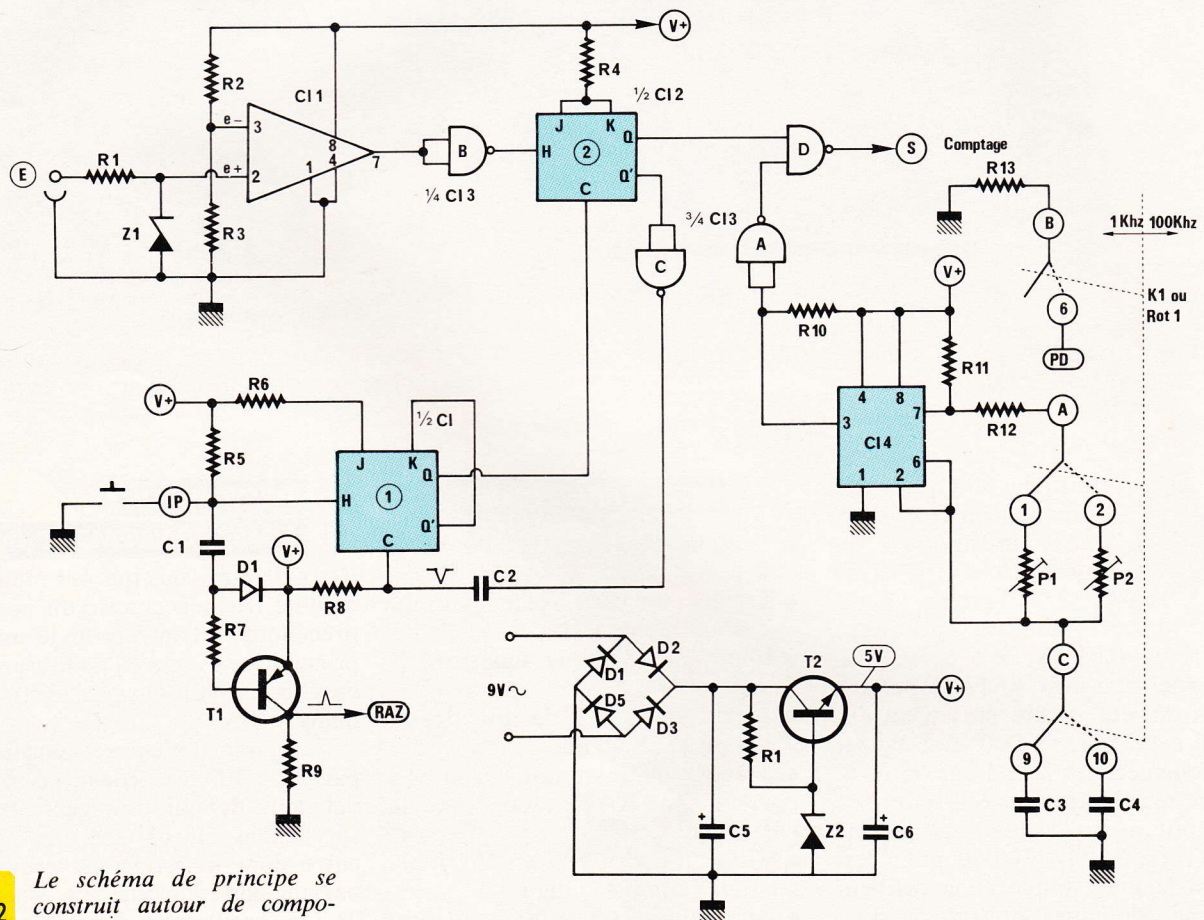 V+
R2
CI 1
R4
½ CI2
e−
3
8
4
1
7
J
K
Q
D
S
E
R1
e+
2
B
H
2
Q'
C
Comptage
R13
¼ CI3
¾ CI3
Z1
R3
C
A
B
1 Khz
100Khz
V+
K1 ou
Rot 1
6
R10
PD
R6
V+
½ CI
R11
4
8
7
R12
A
R5
J
K
Q
3
CI4
6
1
2
IP
H
1
Q'
C
1
2
C1
V+
D1
R8
C2
P1
P2
R7
C
T1
RAZ
9V ~
D1
D2
D5
D3
T2
5V
V+
R9
R1
9
10
C3
C4
+
C5
Z2
+
C6
2
Le schéma de principe se
construit autour de compo-